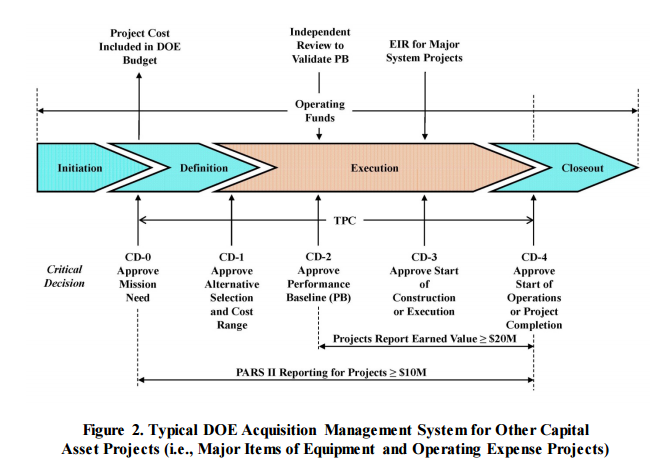 Project Cost
Included in DOE
Budget
Independent
Review to
Validate PB
EIR for Major
System Projects
Operating
Funds
Initiation
Definition
Execution
Closeout
TPC
Critical
Decision
CD-0
Approve
Mission
Need
CD-1
Approve
Alternative
Selection
and Cost
Range
CD-2
Approve
Performance
Baseline (PB)
CD-3
Approve Start
of
Construction
or Execution
CD-4
Approve
Start of
Operations
or Project
Completion
Projects Report Earned Value ≥ $20M
PARS II Reporting for Projects ≥ $10M
Figure 2. Typical DOE Acquisition Management System for Other Capital
Asset Projects (i.e., Major Items of Equipment and Operating Expense Projects)